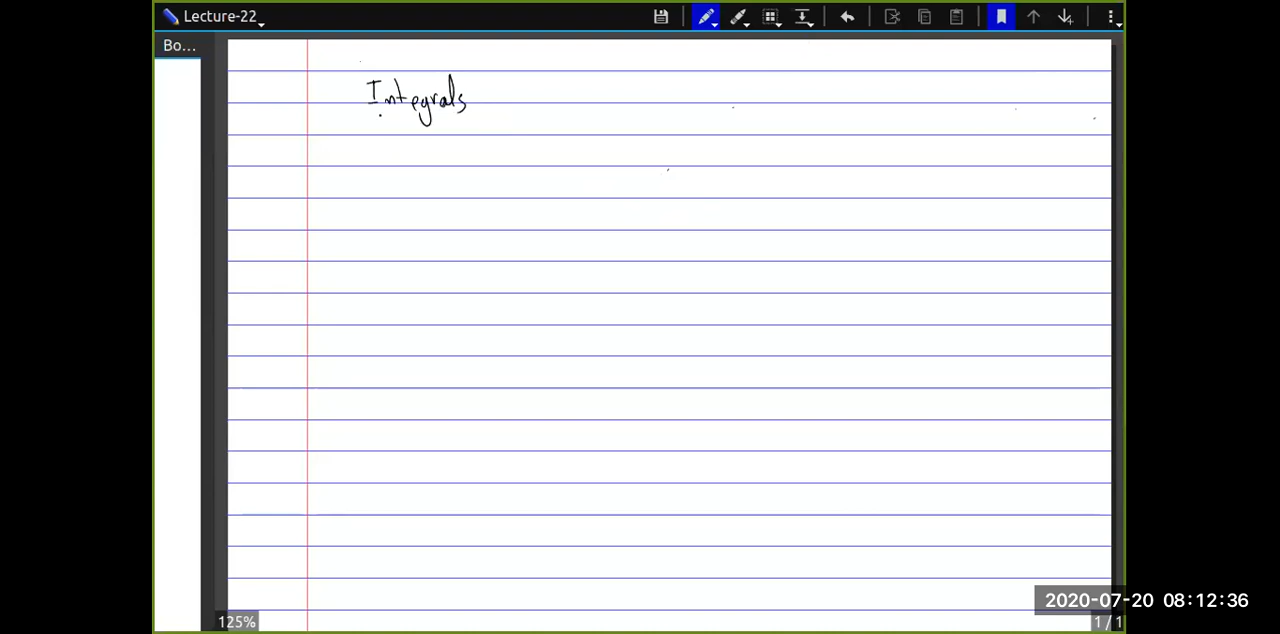 Lecture-22
Bo...
Integrals
2020-07-20 08:12:36
125%
1 / 1